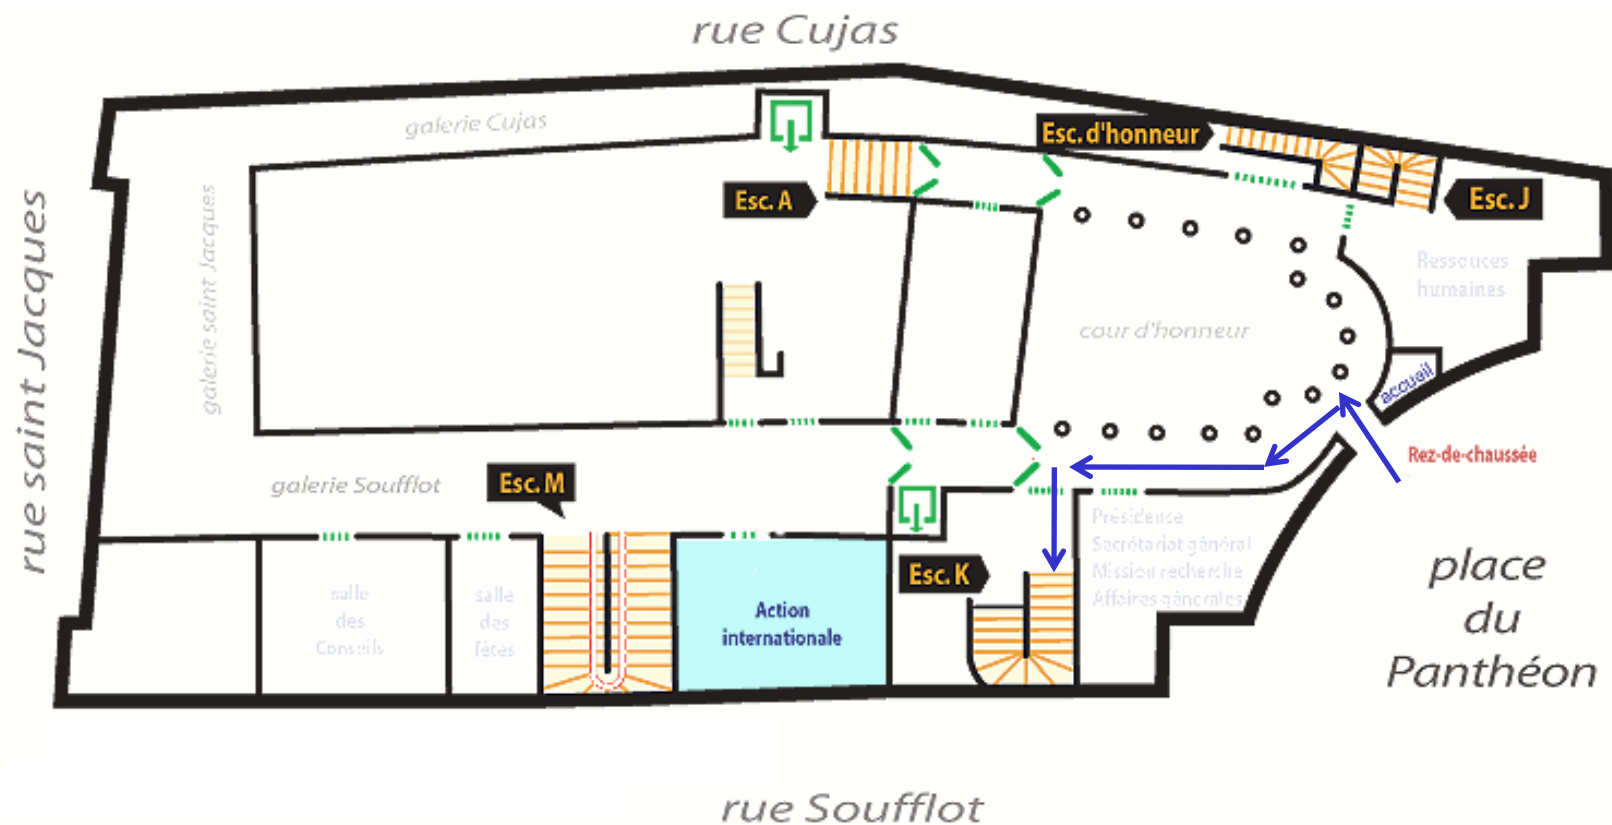 rue Cujas
galerie Cujas
Esc. d'honneur
Esc. A
Esc. J
rue saint Jacques
galerie saint Jacques
Ressouces
humaines
cour d'honneur
accueil
Rez-de-chaussée
galerie Soufflot
Esc. M
Présidence
Secrétariat général
Mission recherche
Affaires générales
Esc. K
salle
des
Conseils
salle
des
fêtes
Action
internationale
place
du
Panthéon
rue Soufflot